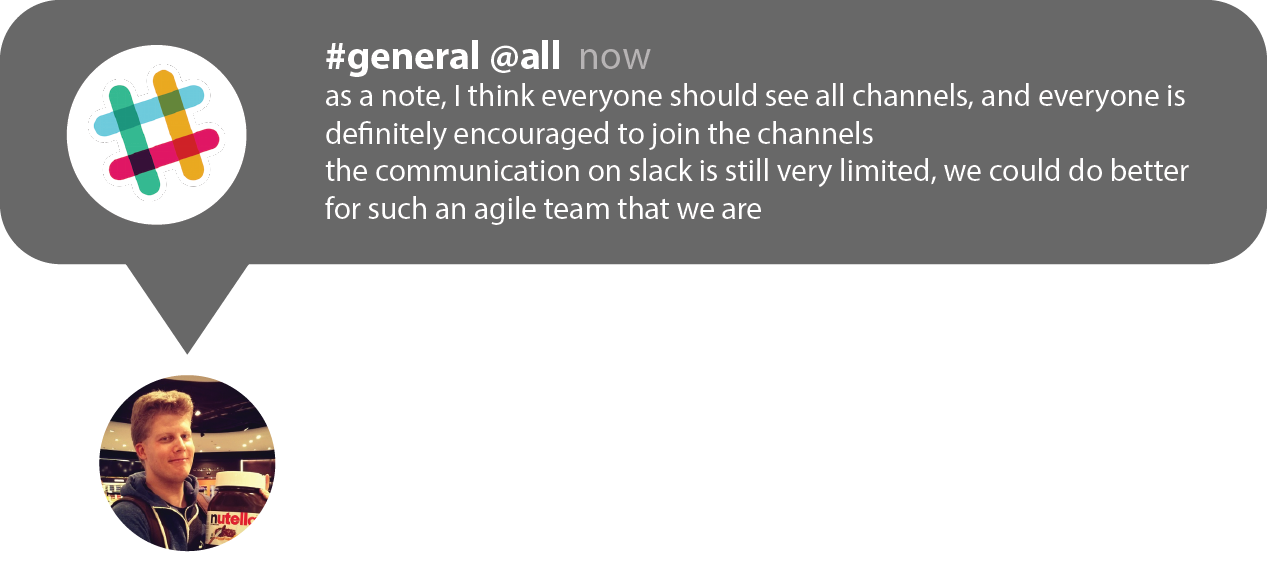 #general @all now
as a note, I think everyone should see all channels, and everyone is
definitely encouraged to join the channels
the communication on slack is still very limited, we could do better
for such an agile team that we are
nutella